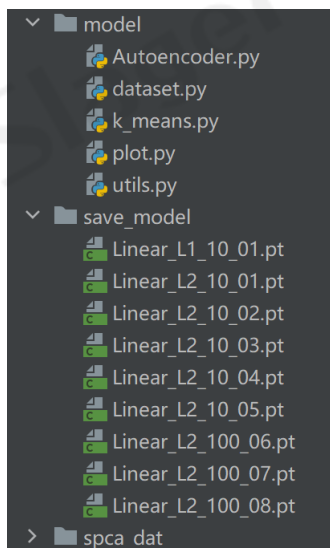 model
Autoencoder.py
dataset.py
k_means.py
plot.py
utils.py
save_model
Linear_L1_10_01.pt
Linear_L2_10_01.pt
Linear_L2_10_02.pt
Linear_L2_10_03.pt
Linear_L2_10_04.pt
Linear_L2_10_05.pt
Linear_L2_100_06.pt
Linear_L2_100_07.pt
Linear_L2_100_08.pt
spca_dat